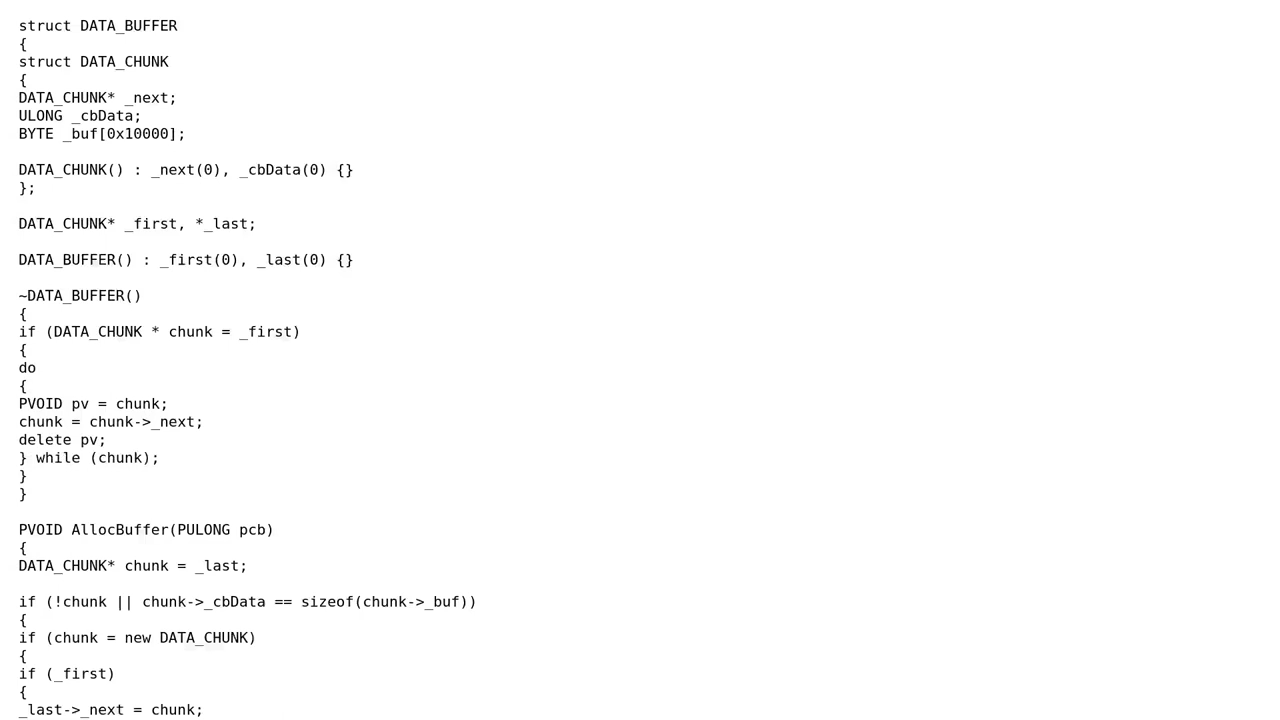 struct DATA_BUFFER
{
struct DATA_CHUNK
{
DATA_CHUNK* _next;
ULONG _cbData;
BYTE _buf[0x10000];
DATA_CHUNK() : _next(0), _cbData(0) {}
};
DATA_CHUNK* _first, *_last;
DATA_BUFFER() : _first(0), _last(0) {}
~DATA_BUFFER()
{
if (DATA_CHUNK * chunk = _first)
{
do
{
PVOID pv = chunk;
chunk = chunk->_next;
delete pv;
} while (chunk);
}
}
PVOID AllocBuffer(PULONG pcb)
{
DATA_CHUNK* chunk = _last;
if (!chunk || chunk->_cbData == sizeof(chunk->_buf))
{
if (chunk = new DATA_CHUNK)
{
if (_first)
{
_last->_next = chunk;